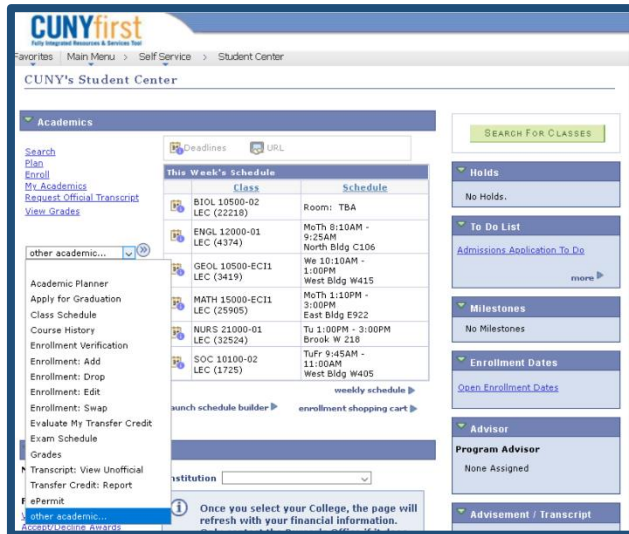 CUNYfirst
Fully Integrated Resources & Services Tool
Favorites Main Menu > Self Service > Student Center
CUNY's Student Center
Academics
Search
Plan
Enroll
My Academics
Request Official Transcript
View Grades
other academic...
Academic Planner
Apply for Graduation
Class Schedule
Course History
Enrollment Verification
Enrollment: Add
Enrollment: Drop
Enrollment: Edit
Enrollment: Swap
Evaluate My Transfer Credit
Exam Schedule
Grades
Transcript: View Unofficial
Transfer Credit: Report
ePermit
other academic...
Accept/Decline Awards
Deadlines URL
This Week's Schedule
Class Schedule
BIOL 10500-02
LEC (22218)
Room: TBA
ENGL 12000-01
LEC (4374)
MoTh 8:10AM -
9:25AM
North Bldg C106
GEOL 10500-ECI1
LEC (3419)
We 10:10AM -
1:00PM
West Bldg W415
MATH 15000-ECI1
LEC (25905)
MoTh 1:10PM -
3:00PM
East Bldg E922
NURS 21000-01
LEC (32524)
Tu 1:00PM - 3:00PM
Brook W 218
SOC 10100-02
LEC (1725)
TuFr 9:45AM -
11:00AM
West Bldg W405
weekly schedule
aunch schedule builder enrollment shopping cart
nstitution
Once you select your College, the page will
refresh with your financial information.
SEARCH FOR CLASSES
Holds
No Holds.
To Do List
Admissions Application To Do
more
Milestones
No Milestones
Enrollment Dates
Open Enrollment Dates
Advisor
Program Advisor
None Assigned
Advisement / Transcript